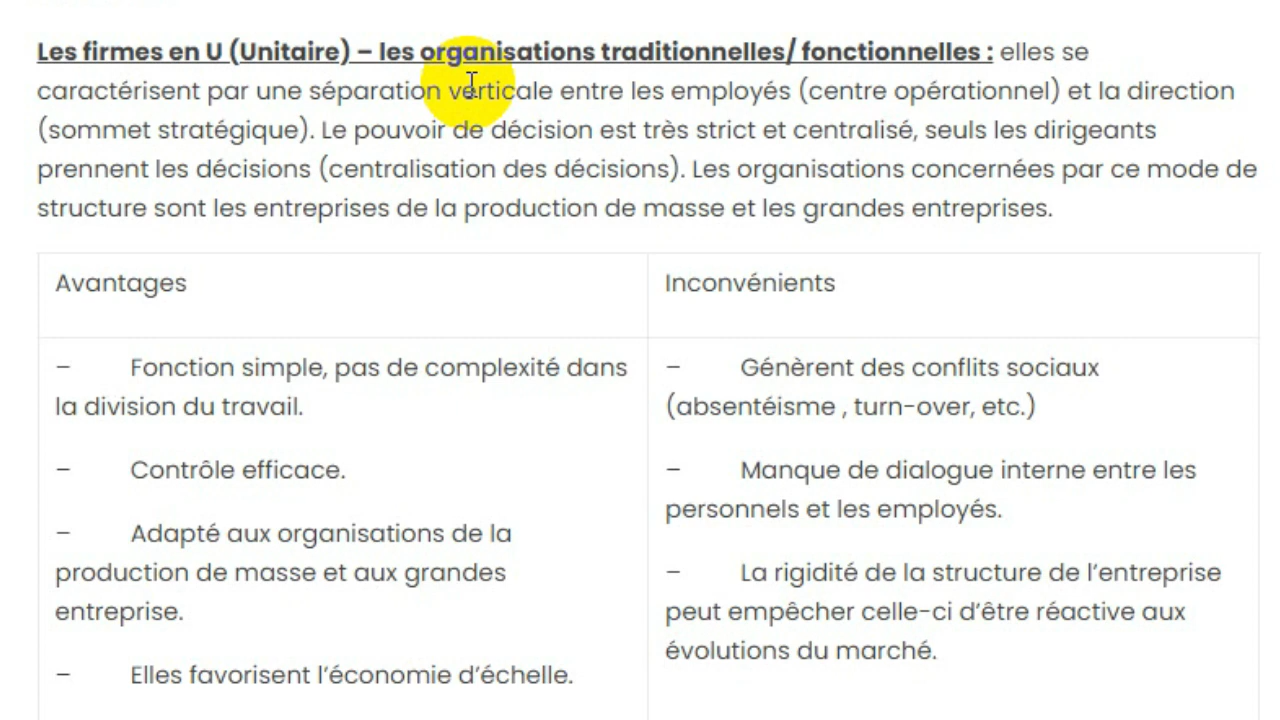 Les firmes en U (Unitaire) – les organisations traditionnelles/ fonctionnelles : elles se
caractérisent par une séparation verticale entre les employés (centre opérationnel) et la direction
(sommet stratégique). Le pouvoir de décision est très strict et centralisé, seuls les dirigeants
prennent les décisions (centralisation des décisions). Les organisations concernées par ce mode de
structure sont les entreprises de la production de masse et les grandes entreprises.
Avantages
– Fonction simple, pas de complexité dans
la division du travail.
– Contrôle efficace.
– Adapté aux organisations de la
production de masse et aux grandes
entreprise.
– Elles favorisent l’économie d’échelle.
Inconvénients
– Génèrent des conflits sociaux
(absentéisme , turn-over, etc.)
– Manque de dialogue interne entre les
personnels et les employés.
– La rigidité de la structure de l’entreprise
peut empêcher celle-ci d’être réactive aux
évolutions du marché.